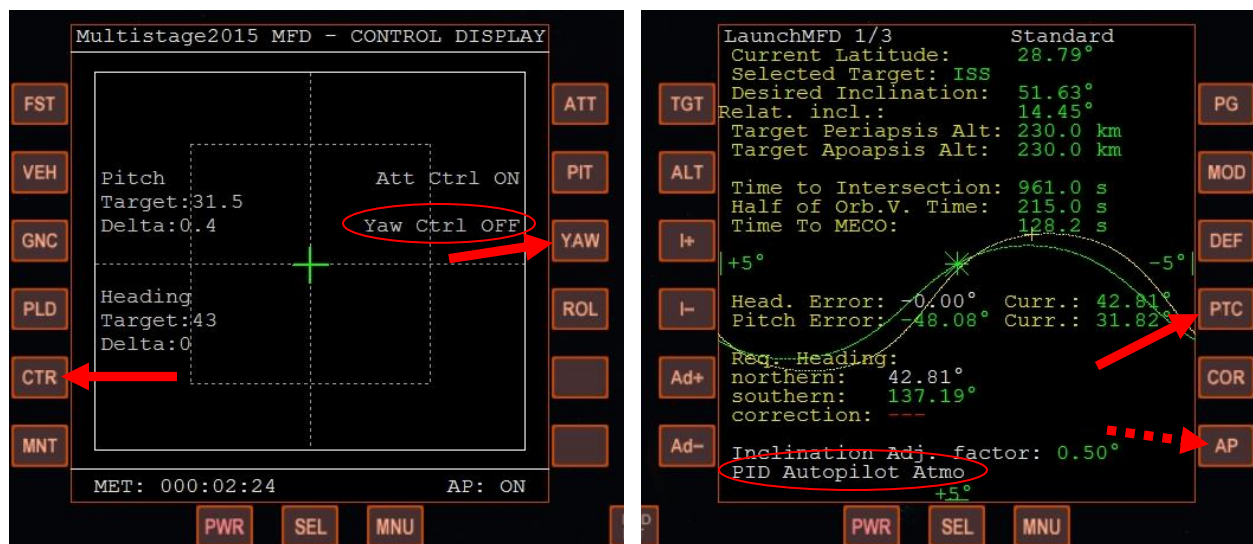 Multistage2015 MFD - CONTROL DISPLAY
FST
ATT
VEH
PIT
Pitch
Att Ctrl ON
Target:31.5
Delta:0.4
Yaw Ctrl OFF
GNC
YAW
PLD
ROL
Heading
Target:43
Delta:0
CTR
MNT
MET: 000:02:24
AP: ON
PWR
SEL
MNU
LaunchMFD 1/3 Standard
Current Latitude: 28.79°
Selected Target: ISS
TGT
PG
Desired Inclination: 51.63°
Relat. incl.: 14.45°
Target Periapsis Alt: 230.0 km
Target Apoapsis Alt: 230.0 km
ALT
MOD
Time to Intersection: 961.0 s
Half of Orb.V. Time: 215.0 s
Time To MECO: 128.2 s
I+
DEF
+5° -5°
I-
PTC
Head. Error: -0.00° Curr.: 42.81°
Pitch Error: -48.08° Curr.: 31.82°
Req. Heading:
Ad+
COR
northern: 42.81°
southern: 137.19°
correction: ---
Ad-
AP
Inclination Adj. factor: 0.50°
PID Autopilot Atmo
+5°
PWR
SEL
MNU